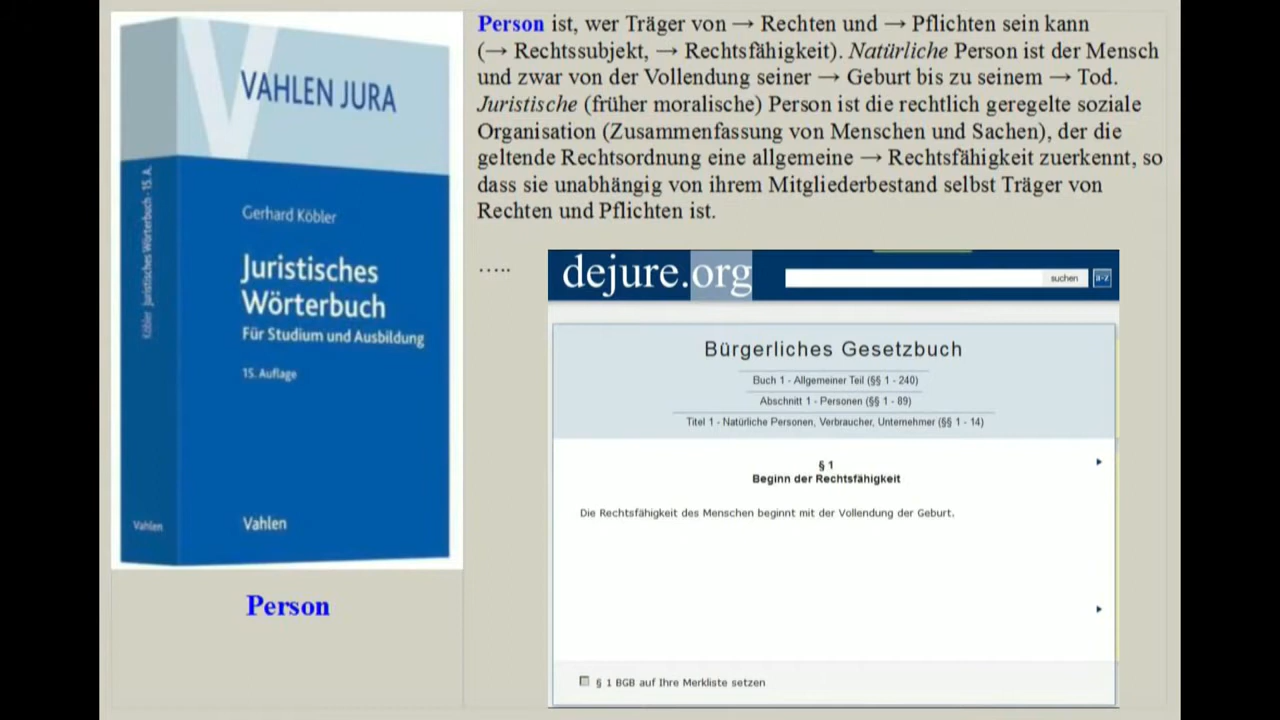 VAHLEN JURA
Gerhard Köbler
Juristisches
Wörterbuch
Für Studium und Ausbildung
15. Auflage
Vahlen
Köbler Juristisches Wörterbuch · 15. A.
Vahlen
Person
Person ist, wer Träger von → Rechten und → Pflichten sein kann
(→ Rechtssubjekt, → Rechtsfähigkeit). Natürliche Person ist der Mensch
und zwar von der Vollendung seiner → Geburt bis zu seinem → Tod.
Juristische (früher moralische) Person ist die rechtlich geregelte soziale
Organisation (Zusammenfassung von Menschen und Sachen), der die
geltende Rechtsordnung eine allgemeine → Rechtsfähigkeit zuerkennt, so
dass sie unabhängig von ihrem Mitgliederbestand selbst Träger von
Rechten und Pflichten ist.
.....
dejure.org
suchen
a-z
Bürgerliches Gesetzbuch
Buch 1 - Allgemeiner Teil (§§ 1 - 240)
Abschnitt 1 - Personen (§§ 1 - 89)
Titel 1 - Natürliche Personen, Verbraucher, Unternehmer (§§ 1 - 14)
§ 1
Beginn der Rechtsfähigkeit
Die Rechtsfähigkeit des Menschen beginnt mit der Vollendung der Geburt.
§ 1 BGB auf Ihre Merkliste setzen